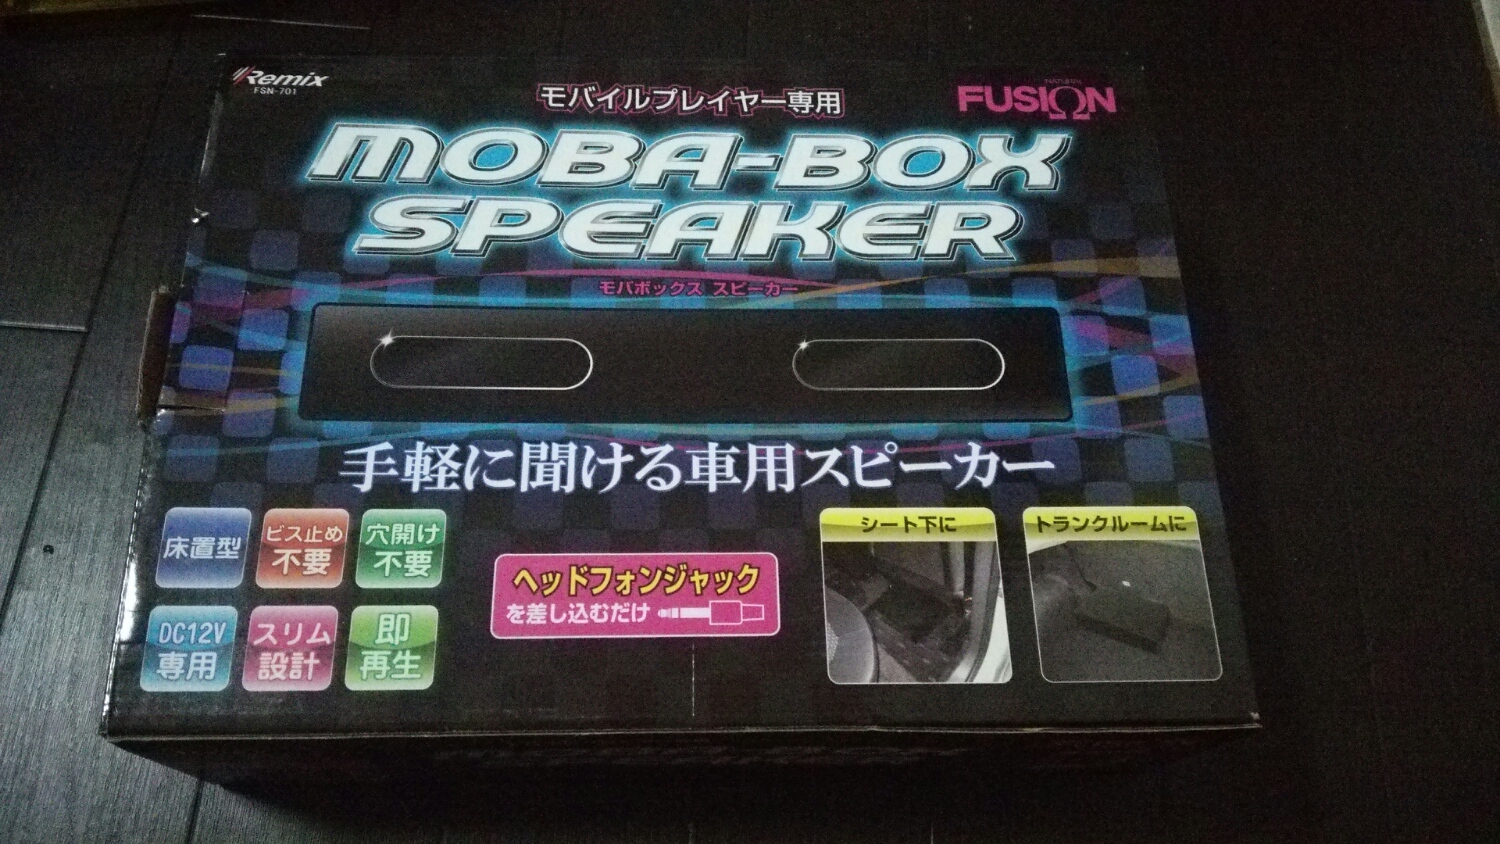 Remix
FSN-701
モバイルプレイヤー専用
NATURAL
FUSIΩN
MOBA-BOX
SPEAKER
モバボックス スピーカー
手軽に聞ける車用スピーカー
床置型
ビス止め
不要
穴開け
不要
DC12V
専用
スリム
設計
即
再生
ヘッドフォンジャック
を差し込むだけ
シート下に
トランクルームに